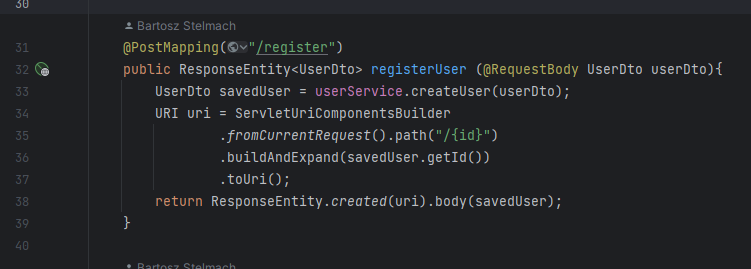 30
Bartosz Stelmach
31 @PostMapping("/register")
32 public ResponseEntity<UserDto> registerUser (@RequestBody UserDto userDto){
33 UserDto savedUser = userService.createUser(userDto);
34 URI uri = ServletUriComponentsBuilder
35 .fromCurrentRequest().path("/{id}")
36 .buildAndExpand(savedUser.getId())
37 .toUri();
38 return ResponseEntity.created(uri).body(savedUser);
39 }
40
Bartosz Stelmach